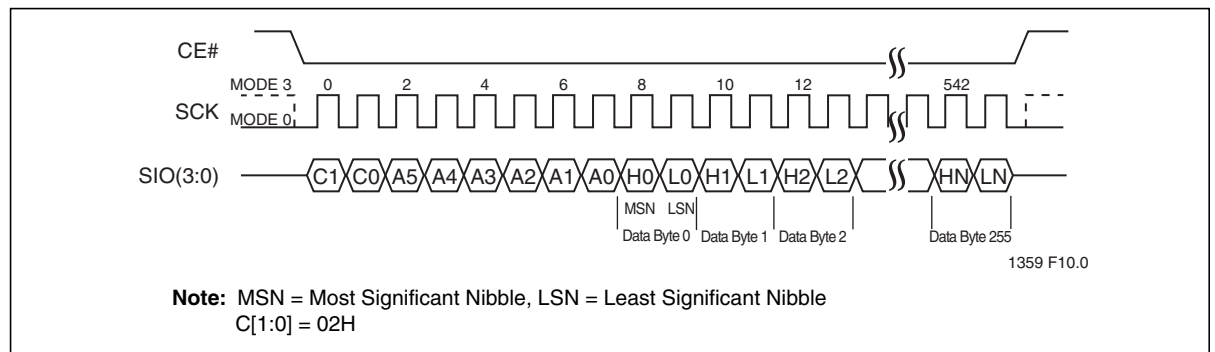 CE#
MODE 3 0 2 4 6 8 10 12 542
SCK
MODE 0
SIO(3:0) C1 C0 A5 A4 A3 A2 A1 A0 H0 L0 H1 L1 H2 L2 HN LN
MSN LSN
Data Byte 0 Data Byte 1 Data Byte 2 Data Byte 255
1359 F10.0
Note: MSN = Most Significant Nibble, LSN = Least Significant Nibble
C[1:0] = 02H